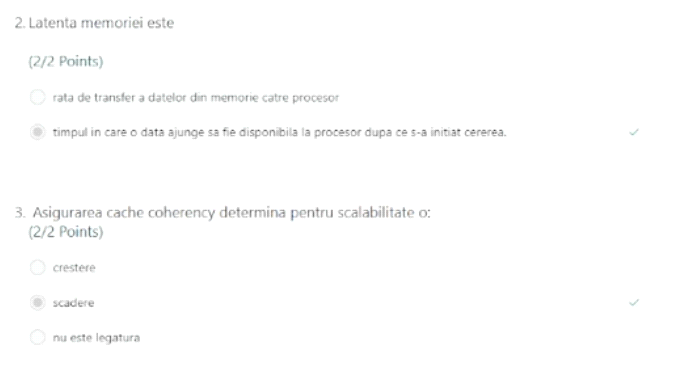 2. Latenta memoriei este
(2/2 Points)
rata de transfer a datelor din memorie catre procesor
timpul in care o data ajunge sa fie disponibila la procesor dupa ce s-a initiat cererea.
3. Asigurarea cache coherency determina pentru scalabilitate o:
(2/2 Points)
crestere
scadere
nu este legatura